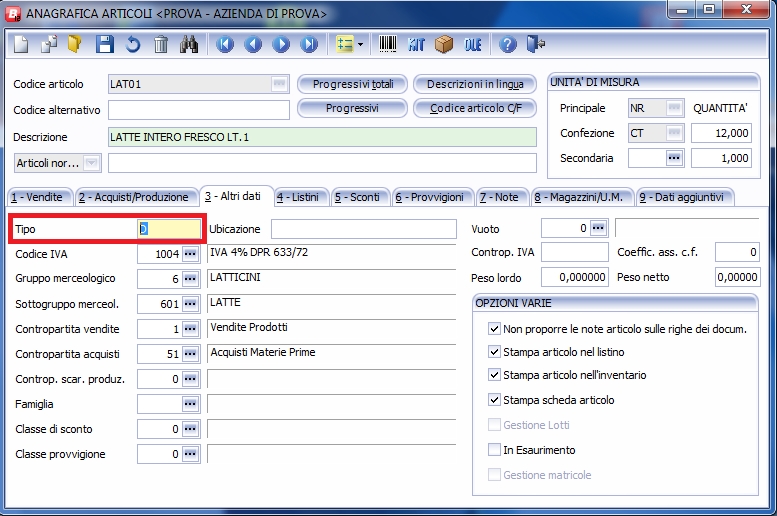 ANAGRAFICA ARTICOLI <PROVA - AZIENDA DI PROVA>
KIT OLE
Codice articolo LAT01 Progressivi totali Descrizioni in lingua
Codice alternativo Progressivi Codice articolo C/F
Descrizione LATTE INTERO FRESCO LT.1
Articoli nor...
UNITA' DI MISURA
Principale NR QUANTITA'
Confezione CT 12,000
Secondaria 1,000
1 - Vendite 2 - Acquisti/Produzione 3 - Altri dati 4 - Listini 5 - Sconti 6 - Provvigioni 7 - Note 8 - Magazzini/U.M. 9 - Dati aggiuntivi
Tipo D Ubicazione
Codice IVA 1004 IVA 4% DPR 633/72
Gruppo merceologico 6 LATTICINI
Sottogruppo merceol. 601 LATTE
Contropartita vendite 1 Vendite Prodotti
Contropartita acquisti 51 Acquisti Materie Prime
Controp. scar. produz. 0
Famiglia
Classe di sconto 0
Classe provvigione 0
Vuoto 0
Controp. IVA Coeffic. ass. c.f. 0
Peso lordo 0,000000 Peso netto 0,00000
OPZIONI VARIE
Non proporre le note articolo sulle righe dei docum.
Stampa articolo nel listino
Stampa articolo nell'inventario
Stampa scheda articolo
Gestione Lotti
In Esaurimento
Gestione matricole